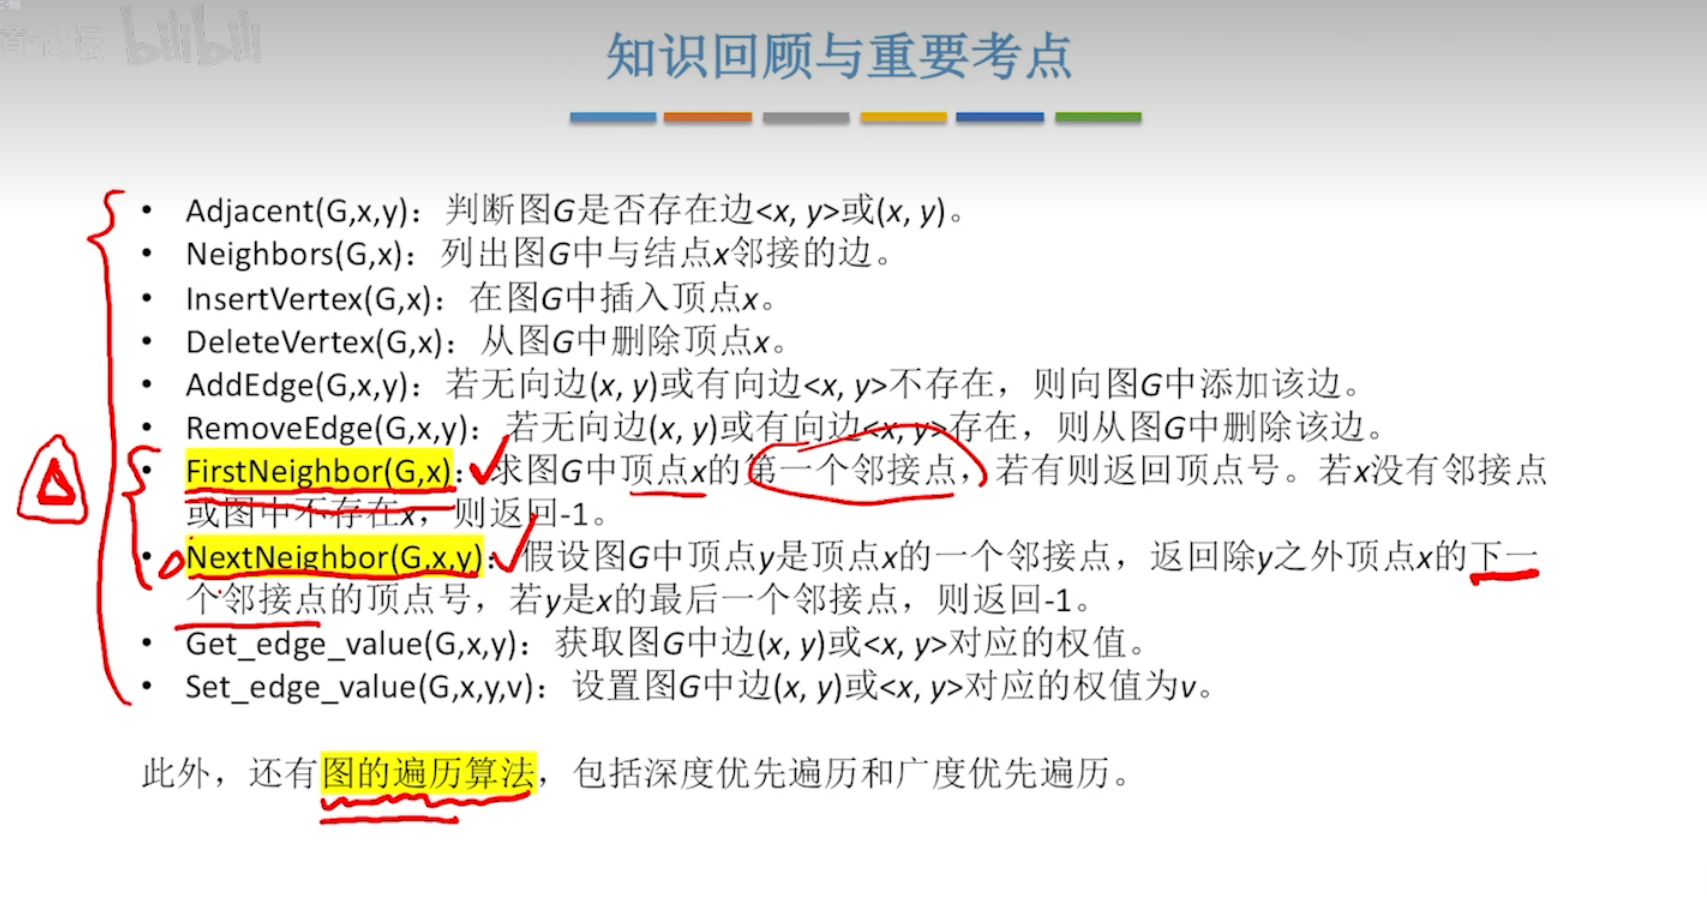 bilibili
知识回顾与重要考点
• Adjacent(G,x,y)：判断图G是否存在边<x, y>或(x, y)。
• Neighbors(G,x)：列出图G中与结点x邻接的边。
• InsertVertex(G,x)：在图G中插入顶点x。
• DeleteVertex(G,x)：从图G中删除顶点x。
• AddEdge(G,x,y)：若无向边(x, y)或有向边<x, y>不存在，则向图G中添加该边。
• RemoveEdge(G,x,y)：若无向边(x, y)或有向边<x, y>存在，则从图G中删除该边。
• FirstNeighbor(G,x)：求图G中顶点x的第一个邻接点，若有则返回顶点号。若x没有邻接点
或图中不存在x，则返回-1。
• NextNeighbor(G,x,y)：假设图G中顶点y是顶点x的一个邻接点，返回除y之外顶点x的下一
个邻接点的顶点号，若y是x的最后一个邻接点，则返回-1。
• Get_edge_value(G,x,y)：获取图G中边(x, y)或<x, y>对应的权值。
• Set_edge_value(G,x,y,v)：设置图G中边(x, y)或<x, y>对应的权值为v。
此外，还有图的遍历算法，包括深度优先遍历和广度优先遍历。